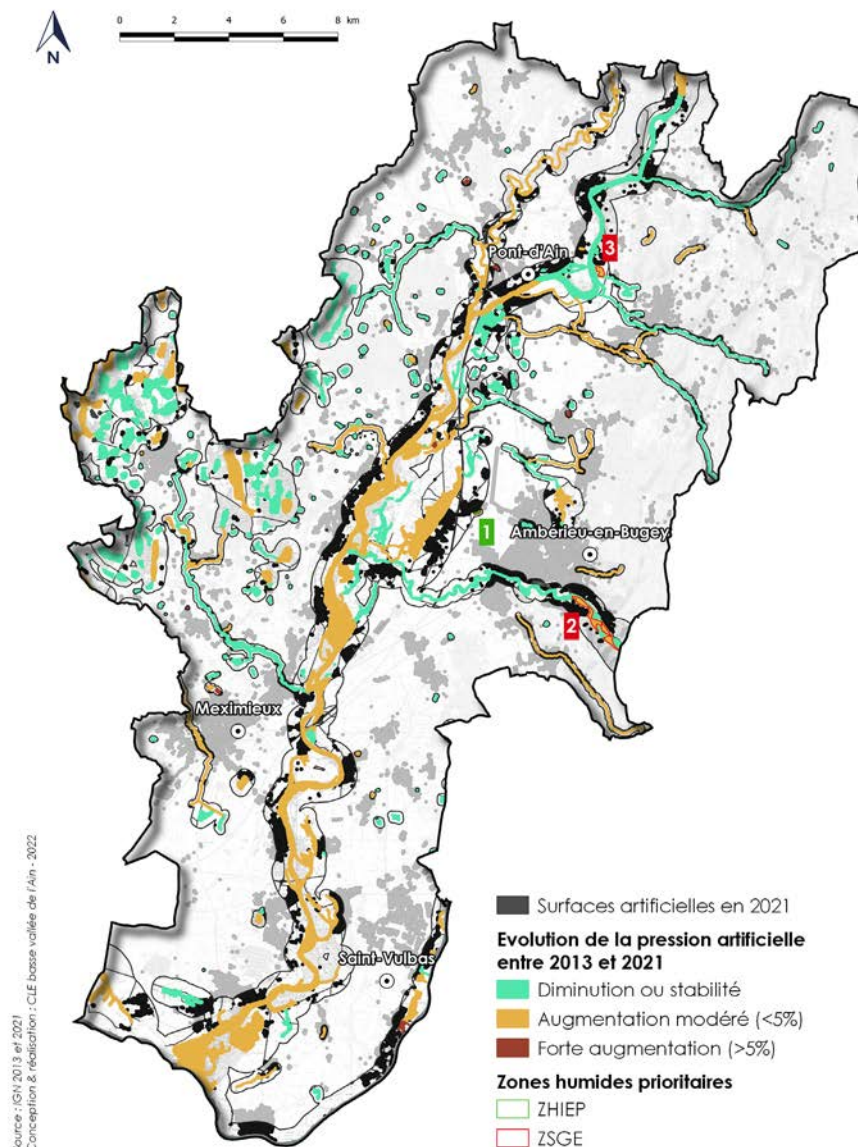 0 2 4 6 8 km
N
3
Pont-d'Ain
1
Ambérieu-en-Bugey
2
Meximieux
Saint-Vulbas
Surfaces artificielles en 2021
Evolution de la pression artificielle
entre 2013 et 2021
Diminution ou stabilité
Augmentation modéré (<5%)
Forte augmentation (>5%)
Zones humides prioritaires
ZHIEP
ZSGE
Source : IGN 2013 et 2021
Conception & réalisation : CLE basse vallée de l'Ain - 2022